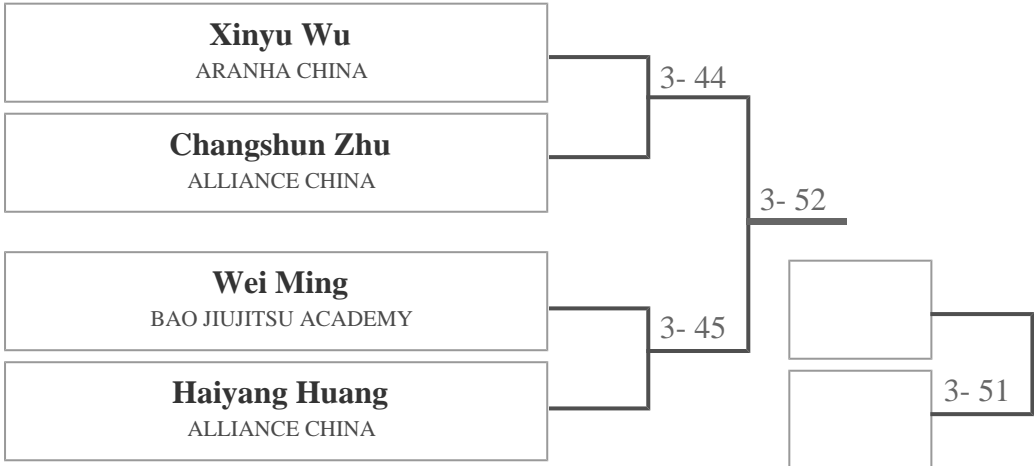 Xinyu Wu
ARANHA CHINA
3- 44
Changshun Zhu
ALLIANCE CHINA
3- 52
Wei Ming
BAO JIUJITSU ACADEMY
3- 45
Haiyang Huang
ALLIANCE CHINA
3- 51